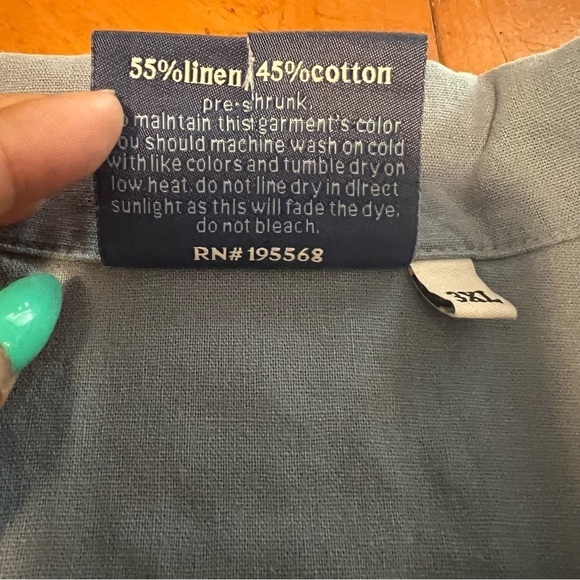 55%linen/45%cotton
pre-shrunk.
maintain this garment's color
you should machine wash on cold
with like colors and tumble dry on
low heat. do not line dry in direct
sunlight as this will fade the dye.
do not bleach.
RN# 195568
3XL